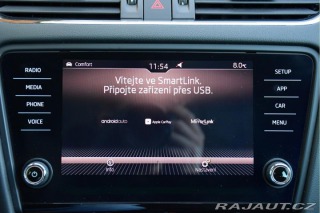 11:54
Comfort
8.0°C
RADIO
MEDIA
PHONE
VOICE
Vítejte ve SmartLink.
Připojte zařízení přes USB.
androidauto
Apple CarPlay
MirrorLink
Info
Nastavení
SETUP
APP
CAR
MENU
RAJAUT.CZ